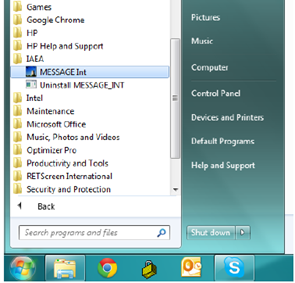 Games
Google Chrome
HP
HP Help and Support
IAEA
MESSAGE Int
Uninstall MESSAGE_INT
Intel
Maintenance
Microsoft Office
Music, Photos and Videos
Optimizer Pro
Productivity and Tools
RETScreen International
Security and Protection
Back
Search programs and files
Pictures
Music
Computer
Control Panel
Devices and Printers
Default Programs
Help and Support
Shut down